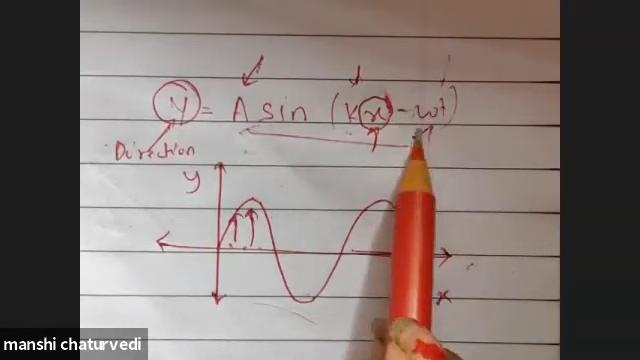 y = A sin (kx - ωt)
Direction
y
x
manshi chaturvedi